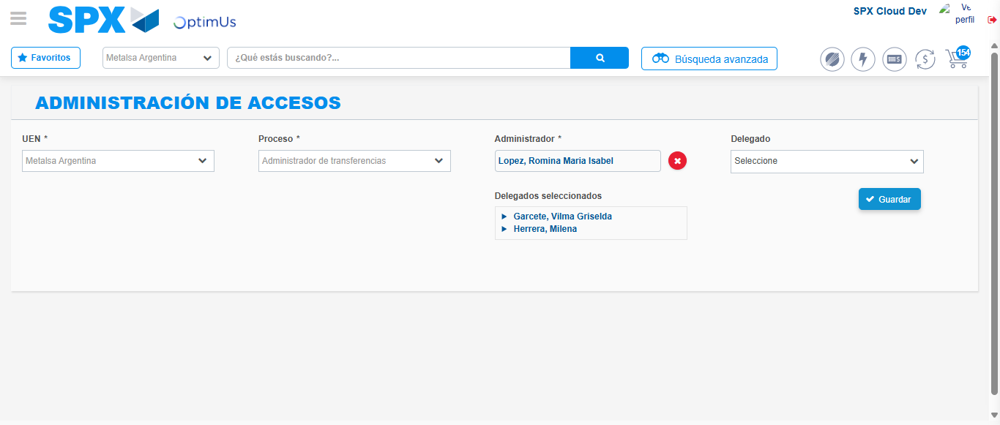 SPX
OptimUs
SPX Cloud Dev
perfil
Favoritos
Metalsa Argentina
¿Qué estás buscando?...
Búsqueda avanzada
$
$
154
ADMINISTRACIÓN DE ACCESOS
UEN *
Proceso *
Administrador *
Delegado
Metalsa Argentina
Administrador de transferencias
Lopez, Romina Maria Isabel
Seleccione
Delegados seleccionados
Guardar
Garcete, Vilma Griselda
Herrera, Milena